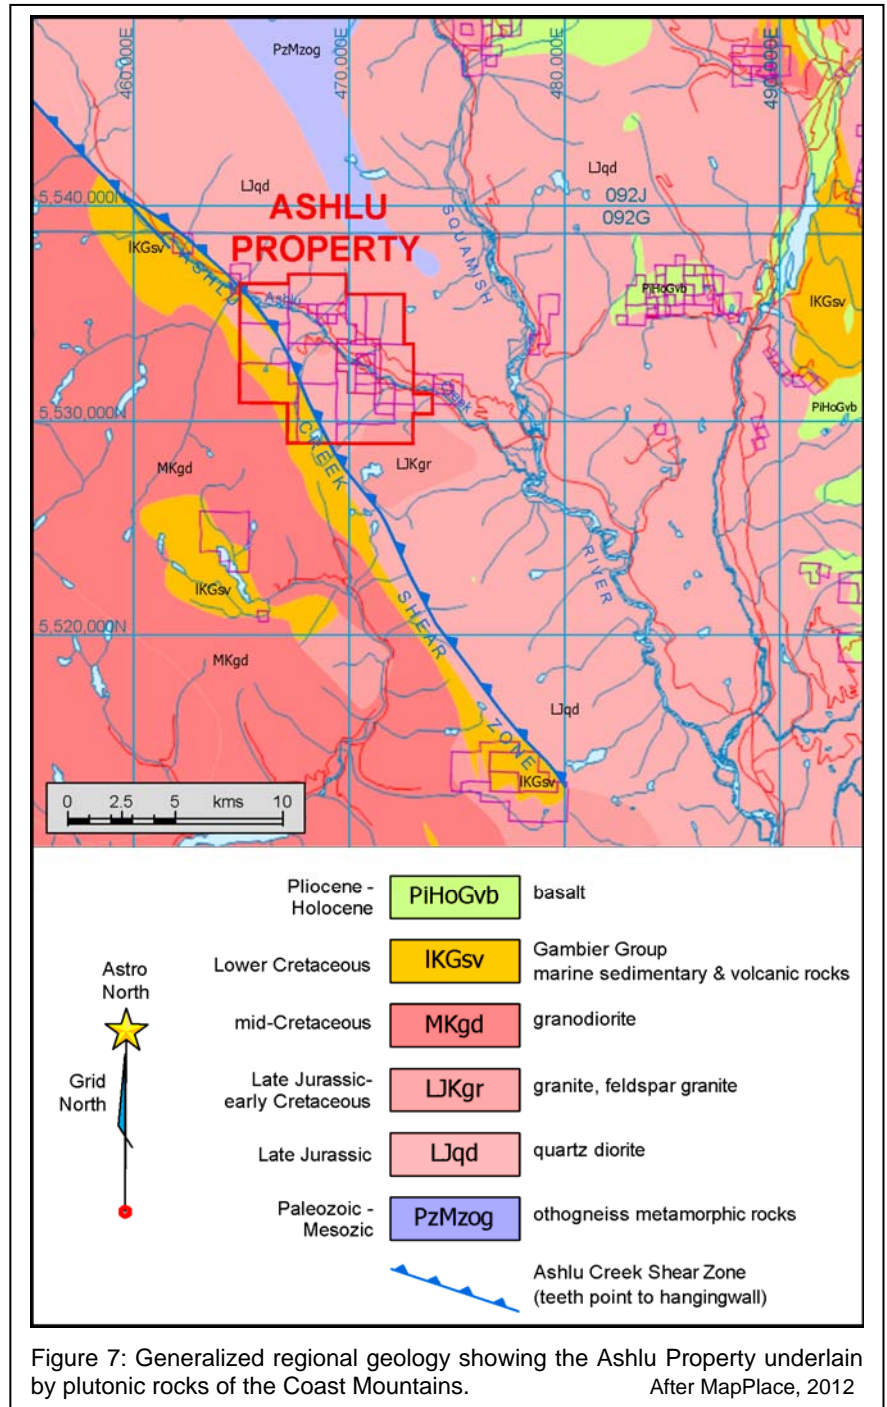 460,000E
470,000E
480,000E
490,000E
PzMzog
LJqd
LJqd
5,540,000N
092J
092G
ASHLU
PROPERTY
SQUAMISH
lKGsv
ASHLU
Ashlu
PiHoGvb
lKGsv
Creek
PiHoGvb
5,530,000N
CREEK
MKgd
LJKgr
RIVER
lKGsv
SHEAR
5,520,000N
MKgd
LJqd
ZONE
lKGsv
0 2.5 5 kms 10
Pliocene -
Holocene
PiHoGvb
basalt
Lower Cretaceous
lKGsv
Gambier Group
marine sedimentary & volcanic rocks
mid-Cretaceous
MKgd
granodiorite
Late Jurassic-
early Cretaceous
LJKgr
granite, feldspar granite
Late Jurassic
LJqd
quartz diorite
Paleozoic -
Mesozic
PzMzog
othogneiss metamorphic rocks
Ashlu Creek Shear Zone
(teeth point to hangingwall)
Astro
North
Grid
North
Figure 7: Generalized regional geology showing the Ashlu Property underlain
by plutonic rocks of the Coast Mountains. After MapPlace, 2012